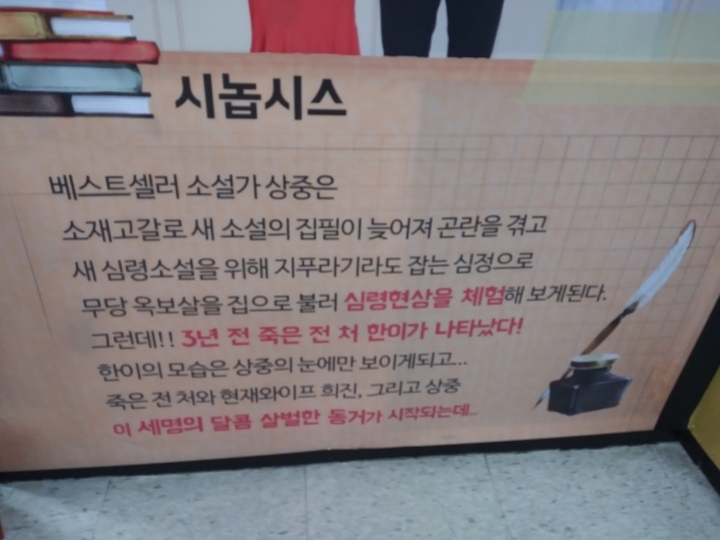 시놉시스
베스트셀러 소설가 상중은
소재고갈로 새 소설의 집필이 늦어져 곤란을 겪고
새 심령소설을 위해 지푸라기라도 잡는 심정으로
무당 옥보살을 집으로 불러 심령현상을 체험해 보게된다.
그런데!! 3년 전 죽은 전 처 한이가 나타났다!
한이의 모습은 상중의 눈에만 보이게되고...
죽은 전 처와 현재와이프 희진, 그리고 상중
이 세명의 달콤 살벌한 동거가 시작되는데...